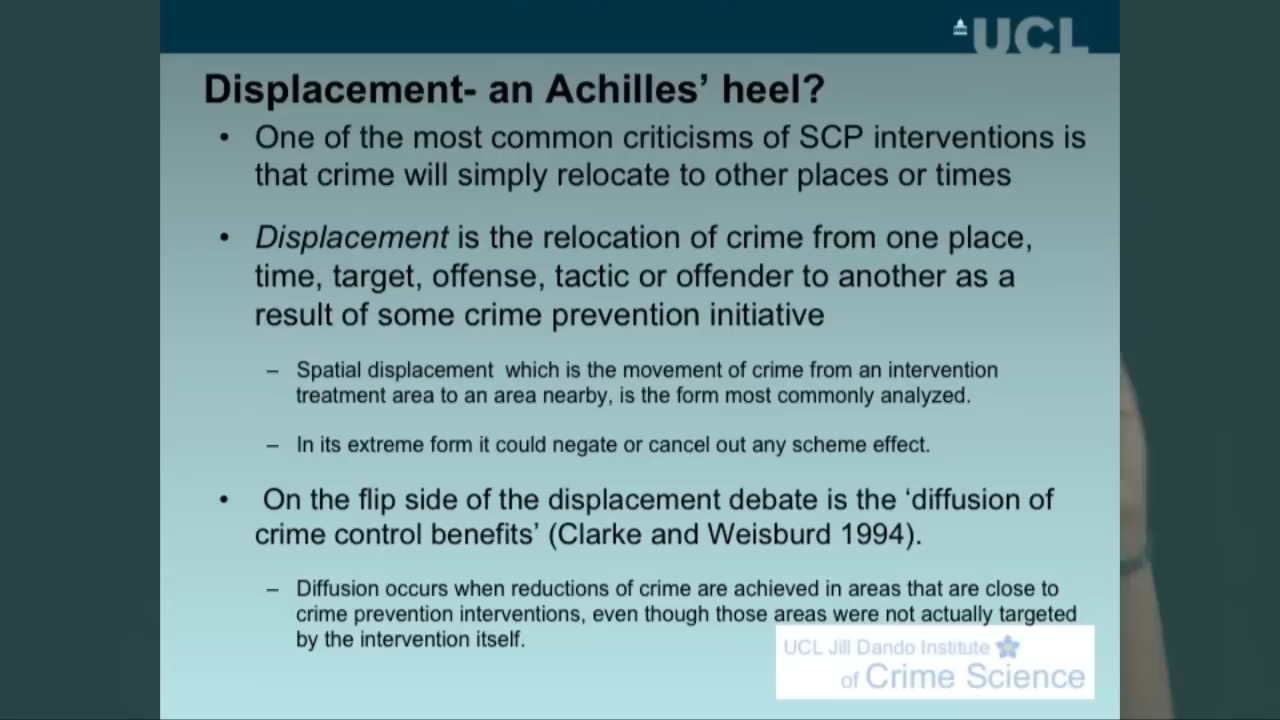 UCL
Displacement- an Achilles’ heel?
• One of the most common criticisms of SCP interventions is
that crime will simply relocate to other places or times
• Displacement is the relocation of crime from one place,
time, target, offense, tactic or offender to another as a
result of some crime prevention initiative
– Spatial displacement which is the movement of crime from an intervention
treatment area to an area nearby, is the form most commonly analyzed.
– In its extreme form it could negate or cancel out any scheme effect.
• On the flip side of the displacement debate is the ‘diffusion of
crime control benefits’ (Clarke and Weisburd 1994).
– Diffusion occurs when reductions of crime are achieved in areas that are close to
crime prevention interventions, even though those areas were not actually targeted
by the intervention itself.
UCL Jill Dando Institute
of Crime Science